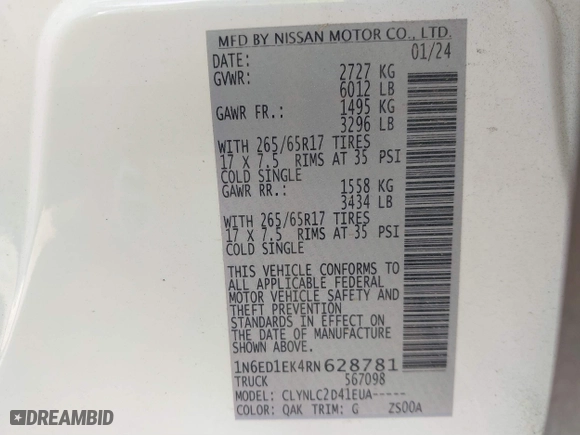 MFD BY NISSAN MOTOR CO., LTD.
DATE: 01/24
GVWR: 2727 KG
6012 LB
GAWR FR.: 1495 KG
3296 LB
WITH 265/65R17 TIRES
17 X 7.5 RIMS AT 35 PSI
COLD SINGLE
GAWR RR.: 1558 KG
3434 LB
WITH 265/65R17 TIRES
17 X 7.5 RIMS AT 35 PSI
COLD SINGLE
THIS VEHICLE CONFORMS TO
ALL APPLICABLE FEDERAL
MOTOR VEHICLE SAFETY AND
THEFT PREVENTION
STANDARDS IN EFFECT ON
THE DATE OF MANUFACTURE
SHOWN ABOVE.
1N6ED1EK4RN628781
TRUCK 567098
MODEL: CLYNLC2D41EUA-----
COLOR: QAK TRIM: G ZS00A
DREAMBID